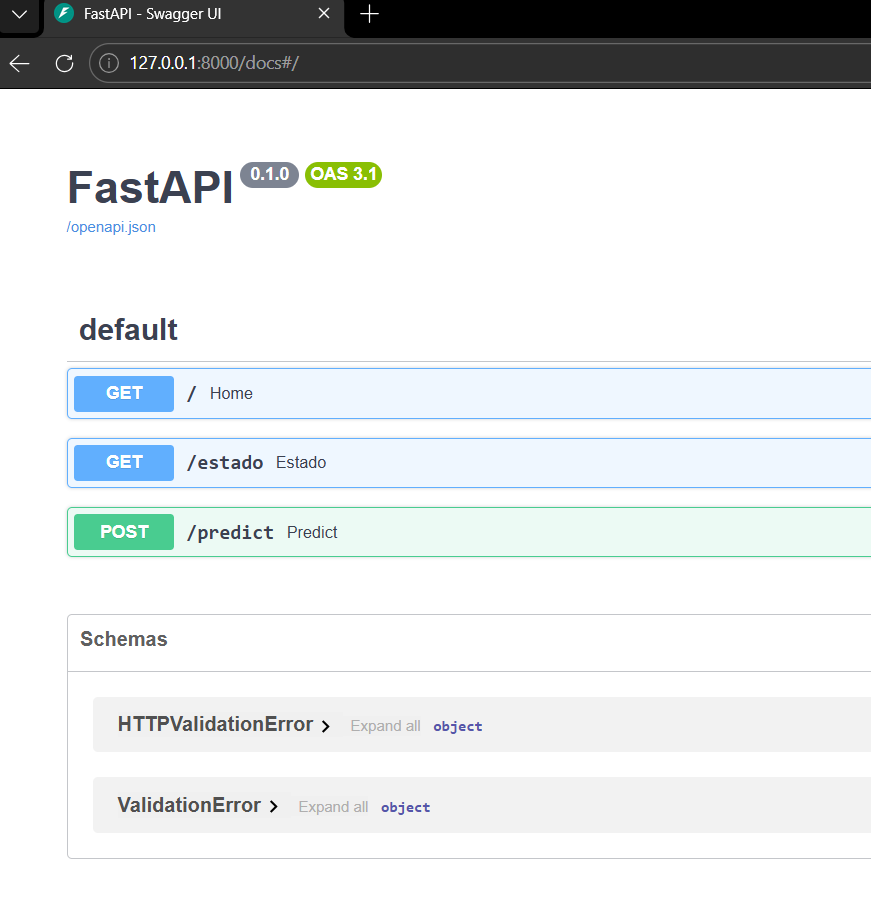 FastAPI - Swagger UI
127.0.0.1:8000/docs#/
FastAPI 0.1.0 OAS 3.1
/openapi.json
default
GET / Home
GET /estado Estado
POST /predict Predict
Schemas
HTTPValidationError Expand all object
ValidationError Expand all object